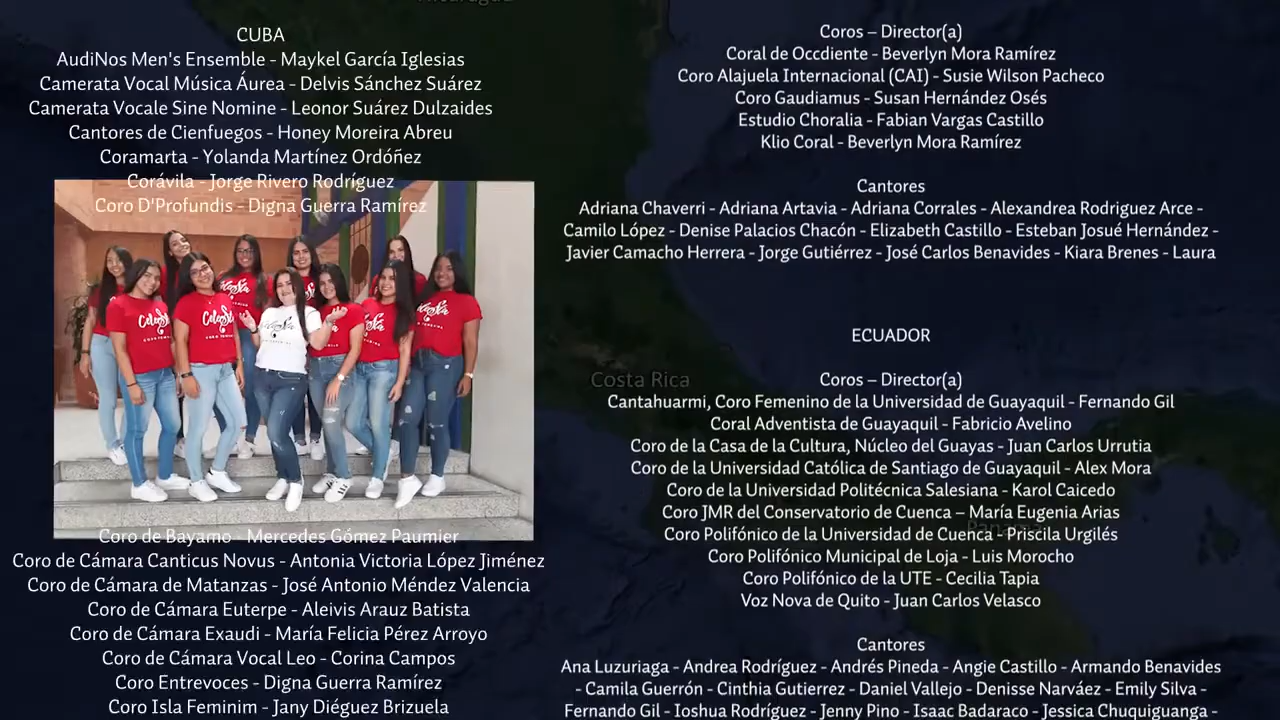 Nicaragua
CUBA
AudiNos Men's Ensemble - Maykel García Iglesias
Camerata Vocal Música Áurea - Delvis Sánchez Suárez
Camerata Vocale Sine Nomine - Leonor Suárez Dulzaides
Cantores de Cienfuegos - Honey Moreira Abreu
Coramarta - Yolanda Martínez Ordóñez
Corávila - Jorge Rivero Rodríguez
Coro D'Profundis - Digna Guerra Ramírez
Coro de Bayamo - Mercedes Gómez Paumier
Coro de Cámara Canticus Novus - Antonia Victoria López Jiménez
Coro de Cámara de Matanzas - José Antonio Méndez Valencia
Coro de Cámara Euterpe - Aleivis Arauz Batista
Coro de Cámara Exaudi - María Felicia Pérez Arroyo
Coro de Cámara Vocal Leo - Corina Campos
Coro Entrevoces - Digna Guerra Ramírez
Coro Isla Feminim - Jany Diéguez Brizuela
Coros – Director(a)
Coral de Occdiente - Beverlyn Mora Ramírez
Coro Alajuela Internacional (CAI) - Susie Wilson Pacheco
Coro Gaudiamus - Susan Hernández Osés
Estudio Choralia - Fabian Vargas Castillo
Klio Coral - Beverlyn Mora Ramírez
Cantores
Adriana Chaverri - Adriana Artavia - Adriana Corrales - Alexandrea Rodriguez Arce -
Camilo López - Denise Palacios Chacón - Elizabeth Castillo - Esteban Josué Hernández -
Javier Camacho Herrera - Jorge Gutiérrez - José Carlos Benavides - Kiara Brenes - Laura
ECUADOR
Costa Rica
Coros – Director(a)
Cantahuarmi, Coro Femenino de la Universidad de Guayaquil - Fernando Gil
Coral Adventista de Guayaquil - Fabricio Avelino
Coro de la Casa de la Cultura, Núcleo del Guayas - Juan Carlos Urrutia
Coro de la Universidad Católica de Santiago de Guayaquil - Alex Mora
Coro de la Universidad Politécnica Salesiana - Karol Caicedo
Coro JMR del Conservatorio de Cuenca – María Eugenia Arias
Panamá
Coro Polifónico de la Universidad de Cuenca - Priscila Urgilés
Coro Polifónico Municipal de Loja - Luis Morocho
Coro Polifónico de la UTE - Cecilia Tapia
Voz Nova de Quito - Juan Carlos Velasco
Cantores
Ana Luzuriaga - Andrea Rodríguez - Andrés Pineda - Angie Castillo - Armando Benavides
- Camila Guerrón - Cinthia Gutierrez - Daniel Vallejo - Denisse Narváez - Emily Silva -
Fernando Gil - Ioshua Rodríguez - Jenny Pino - Isaac Badaraco - Jessica Chuquiguanga -